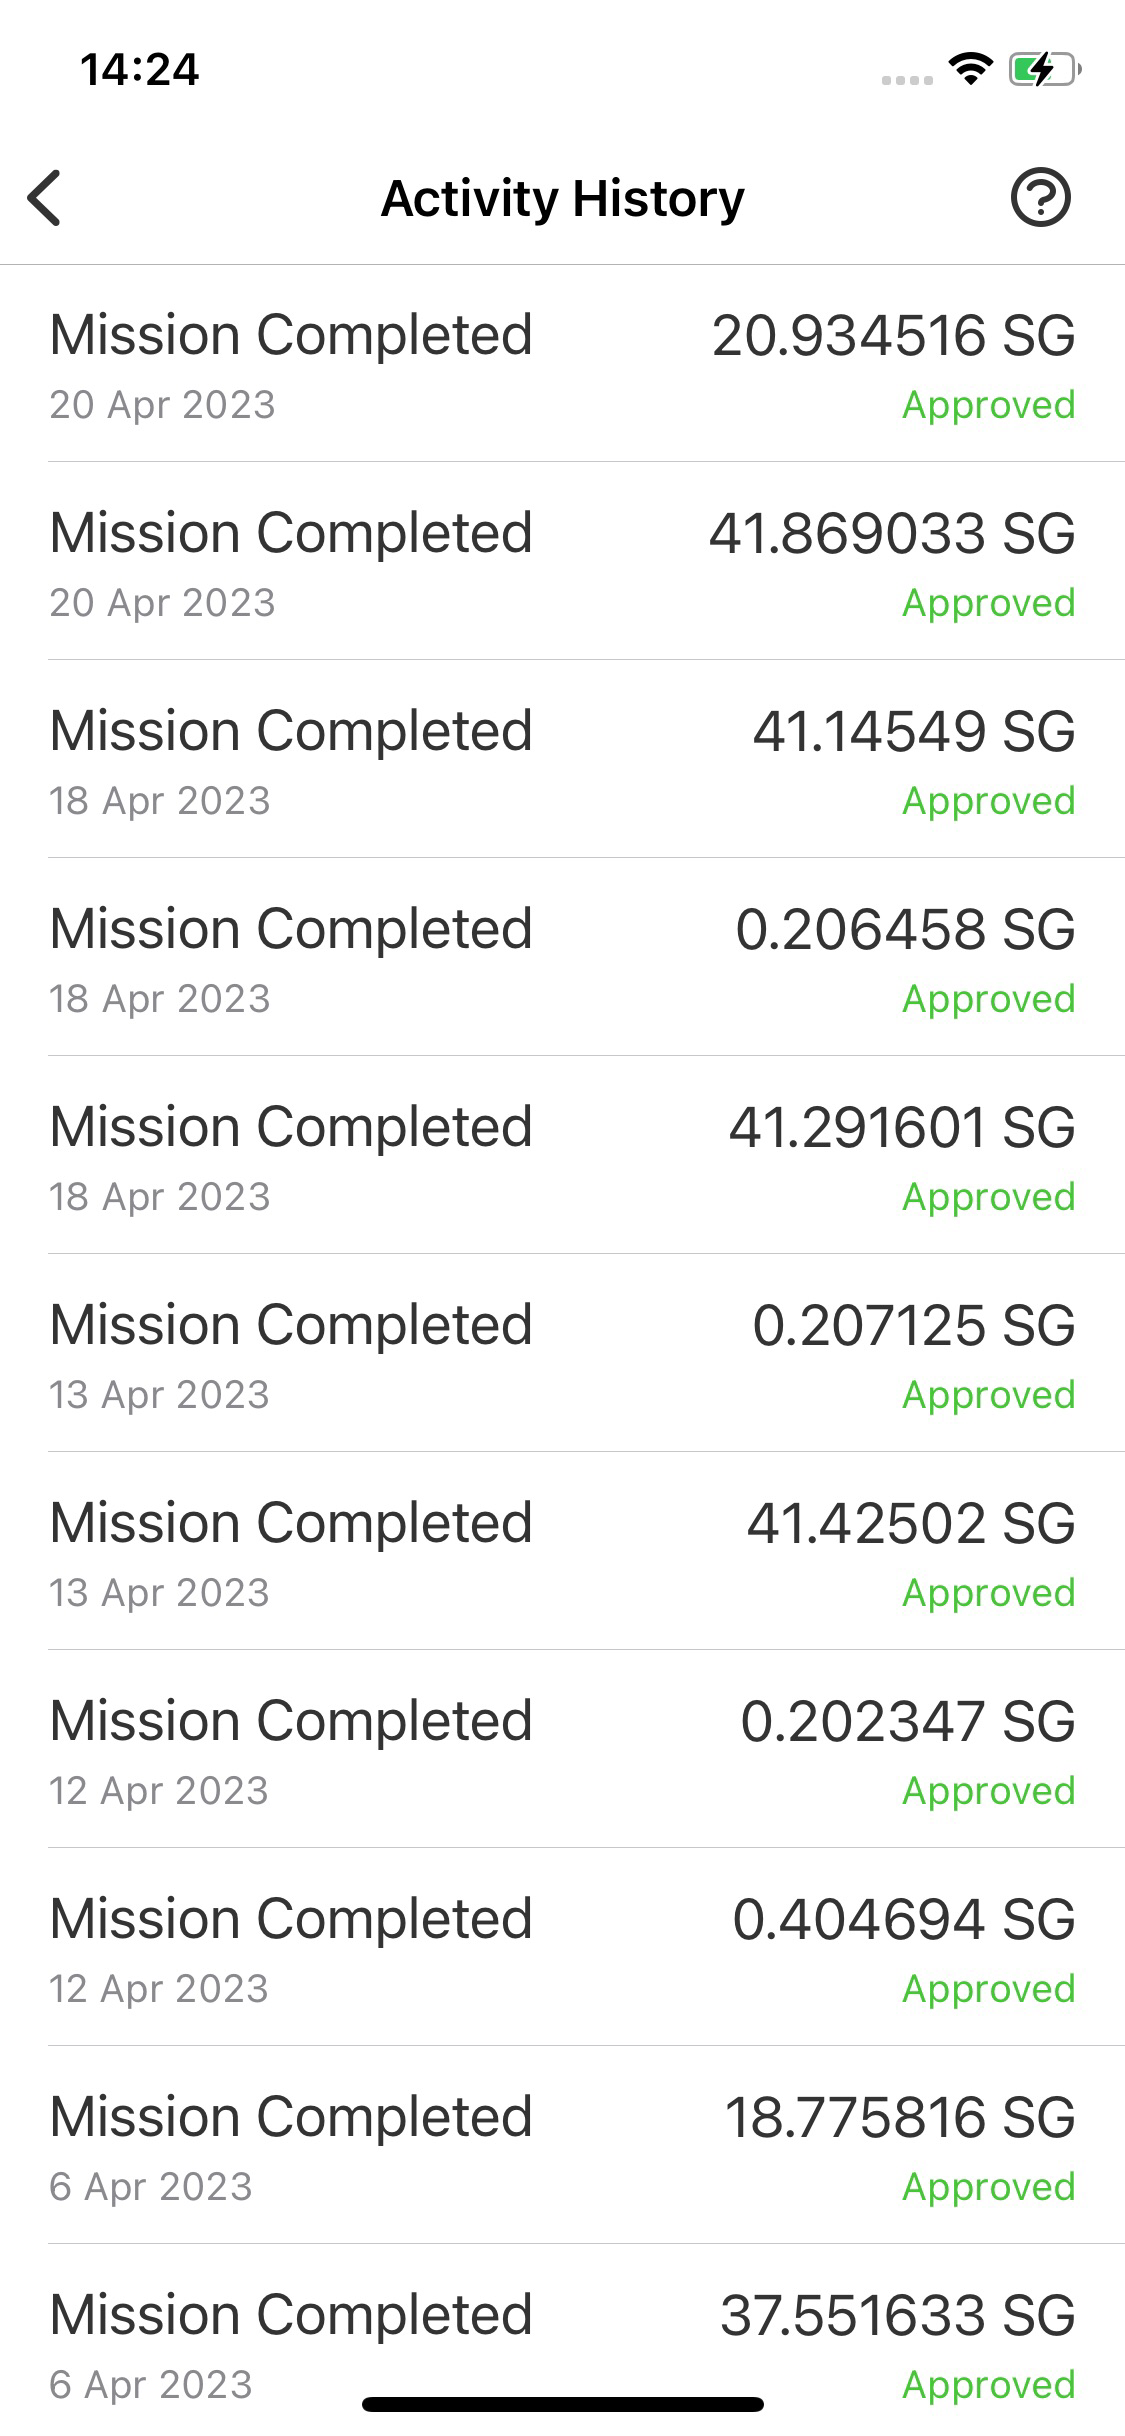 14:24
Activity History
Mission Completed 20.934516 SG
20 Apr 2023 Approved
Mission Completed 41.869033 SG
20 Apr 2023 Approved
Mission Completed 41.14549 SG
18 Apr 2023 Approved
Mission Completed 0.206458 SG
18 Apr 2023 Approved
Mission Completed 41.291601 SG
18 Apr 2023 Approved
Mission Completed 0.207125 SG
13 Apr 2023 Approved
Mission Completed 41.42502 SG
13 Apr 2023 Approved
Mission Completed 0.202347 SG
12 Apr 2023 Approved
Mission Completed 0.404694 SG
12 Apr 2023 Approved
Mission Completed 18.775816 SG
6 Apr 2023 Approved
Mission Completed 37.551633 SG
6 Apr 2023 Approved